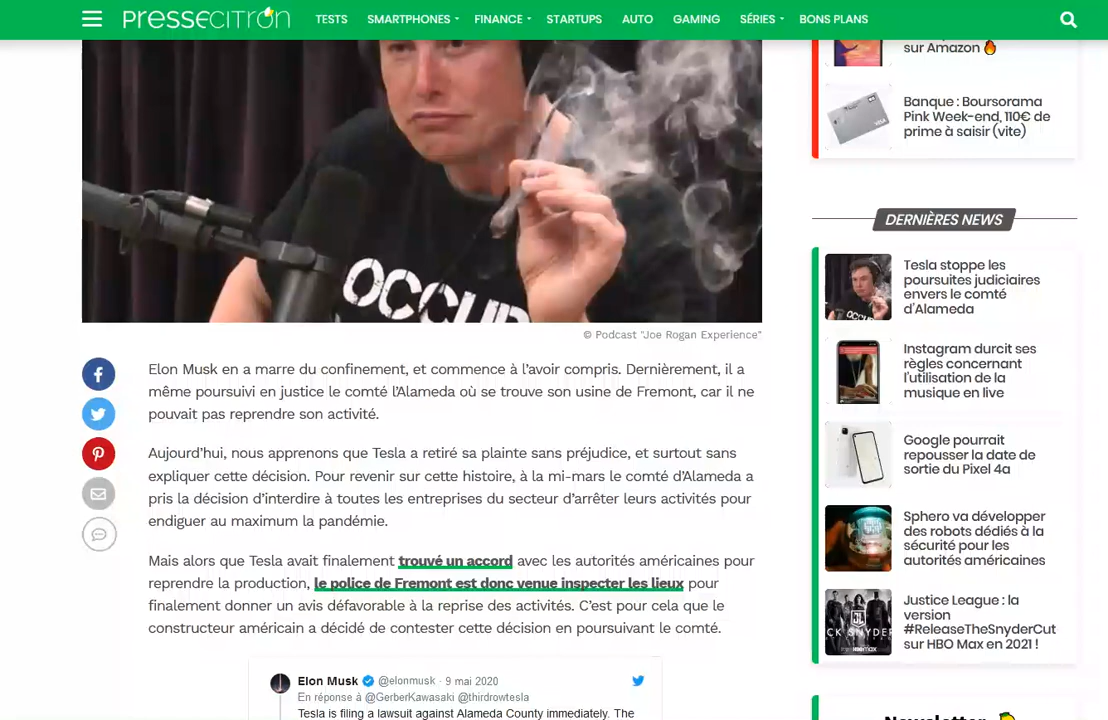 PRESSECITRON
TESTS SMARTPHONES FINANCE STARTUPS AUTO GAMING SÉRIES BONS PLANS
OCCUP
© Podcast "Joe Rogan Experience"
Elon Musk en a marre du confinement, et commence à l'avoir compris. Dernièrement, il a
même poursuivi en justice le comté l'Alameda où se trouve son usine de Fremont, car il ne
pouvait pas reprendre son activité.
Aujourd'hui, nous apprenons que Tesla a retiré sa plainte sans préjudice, et surtout sans
expliquer cette décision. Pour revenir sur cette histoire, à la mi-mars le comté d'Alameda a
pris la décision d'interdire à toutes les entreprises du secteur d'arrêter leurs activités pour
endiguer au maximum la pandémie.
Mais alors que Tesla avait finalement trouvé un accord avec les autorités américaines pour
reprendre la production, le police de Fremont est donc venue inspecter les lieux pour
finalement donner un avis défavorable à la reprise des activités. C'est pour cela que le
constructeur américain a décidé de contester cette décision en poursuivant le comté.
Elon Musk @elonmusk · 9 mai 2020
En réponse à @GerberKawasaki @thirdrowtesla
Tesla is filing a lawsuit against Alameda County immediately. The
sur Amazon 🔥
Banque : Boursorama
Pink Week-end, 110€ de
prime à saisir (vite)
VISA
DERNIÈRES NEWS
Tesla stoppe les
poursuites judiciaires
envers le comté
d'Alameda
Instagram durcit ses
règles concernant
l'utilisation de la
musique en live
Google pourrait
repousser la date de
sortie du Pixel 4a
Sphero va développer
des robots dédiés à la
sécurité pour les
autorités américaines
Justice League : la
version
#ReleaseTheSnyderCut
sur HBO Max en 2021 !
CK SNYDER
HBOMAX
Newsletter 🍋